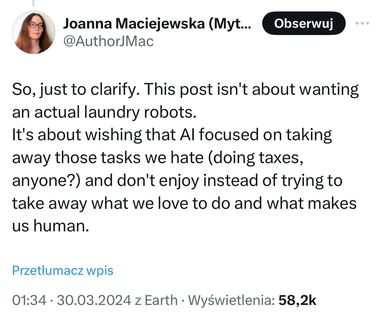 Joanna Maciejewska (Myt...
Obserwuj
@AuthorJMac
So, just to clarify. This post isn't about wanting
an actual laundry robots.
It's about wishing that AI focused on taking
away those tasks we hate (doing taxes,
anyone?) and don't enjoy instead of trying to
take away what we love to do and what makes
us human.
Przetłumacz wpis
01:34 · 30.03.2024 z Earth · Wyświetlenia: 58,2k